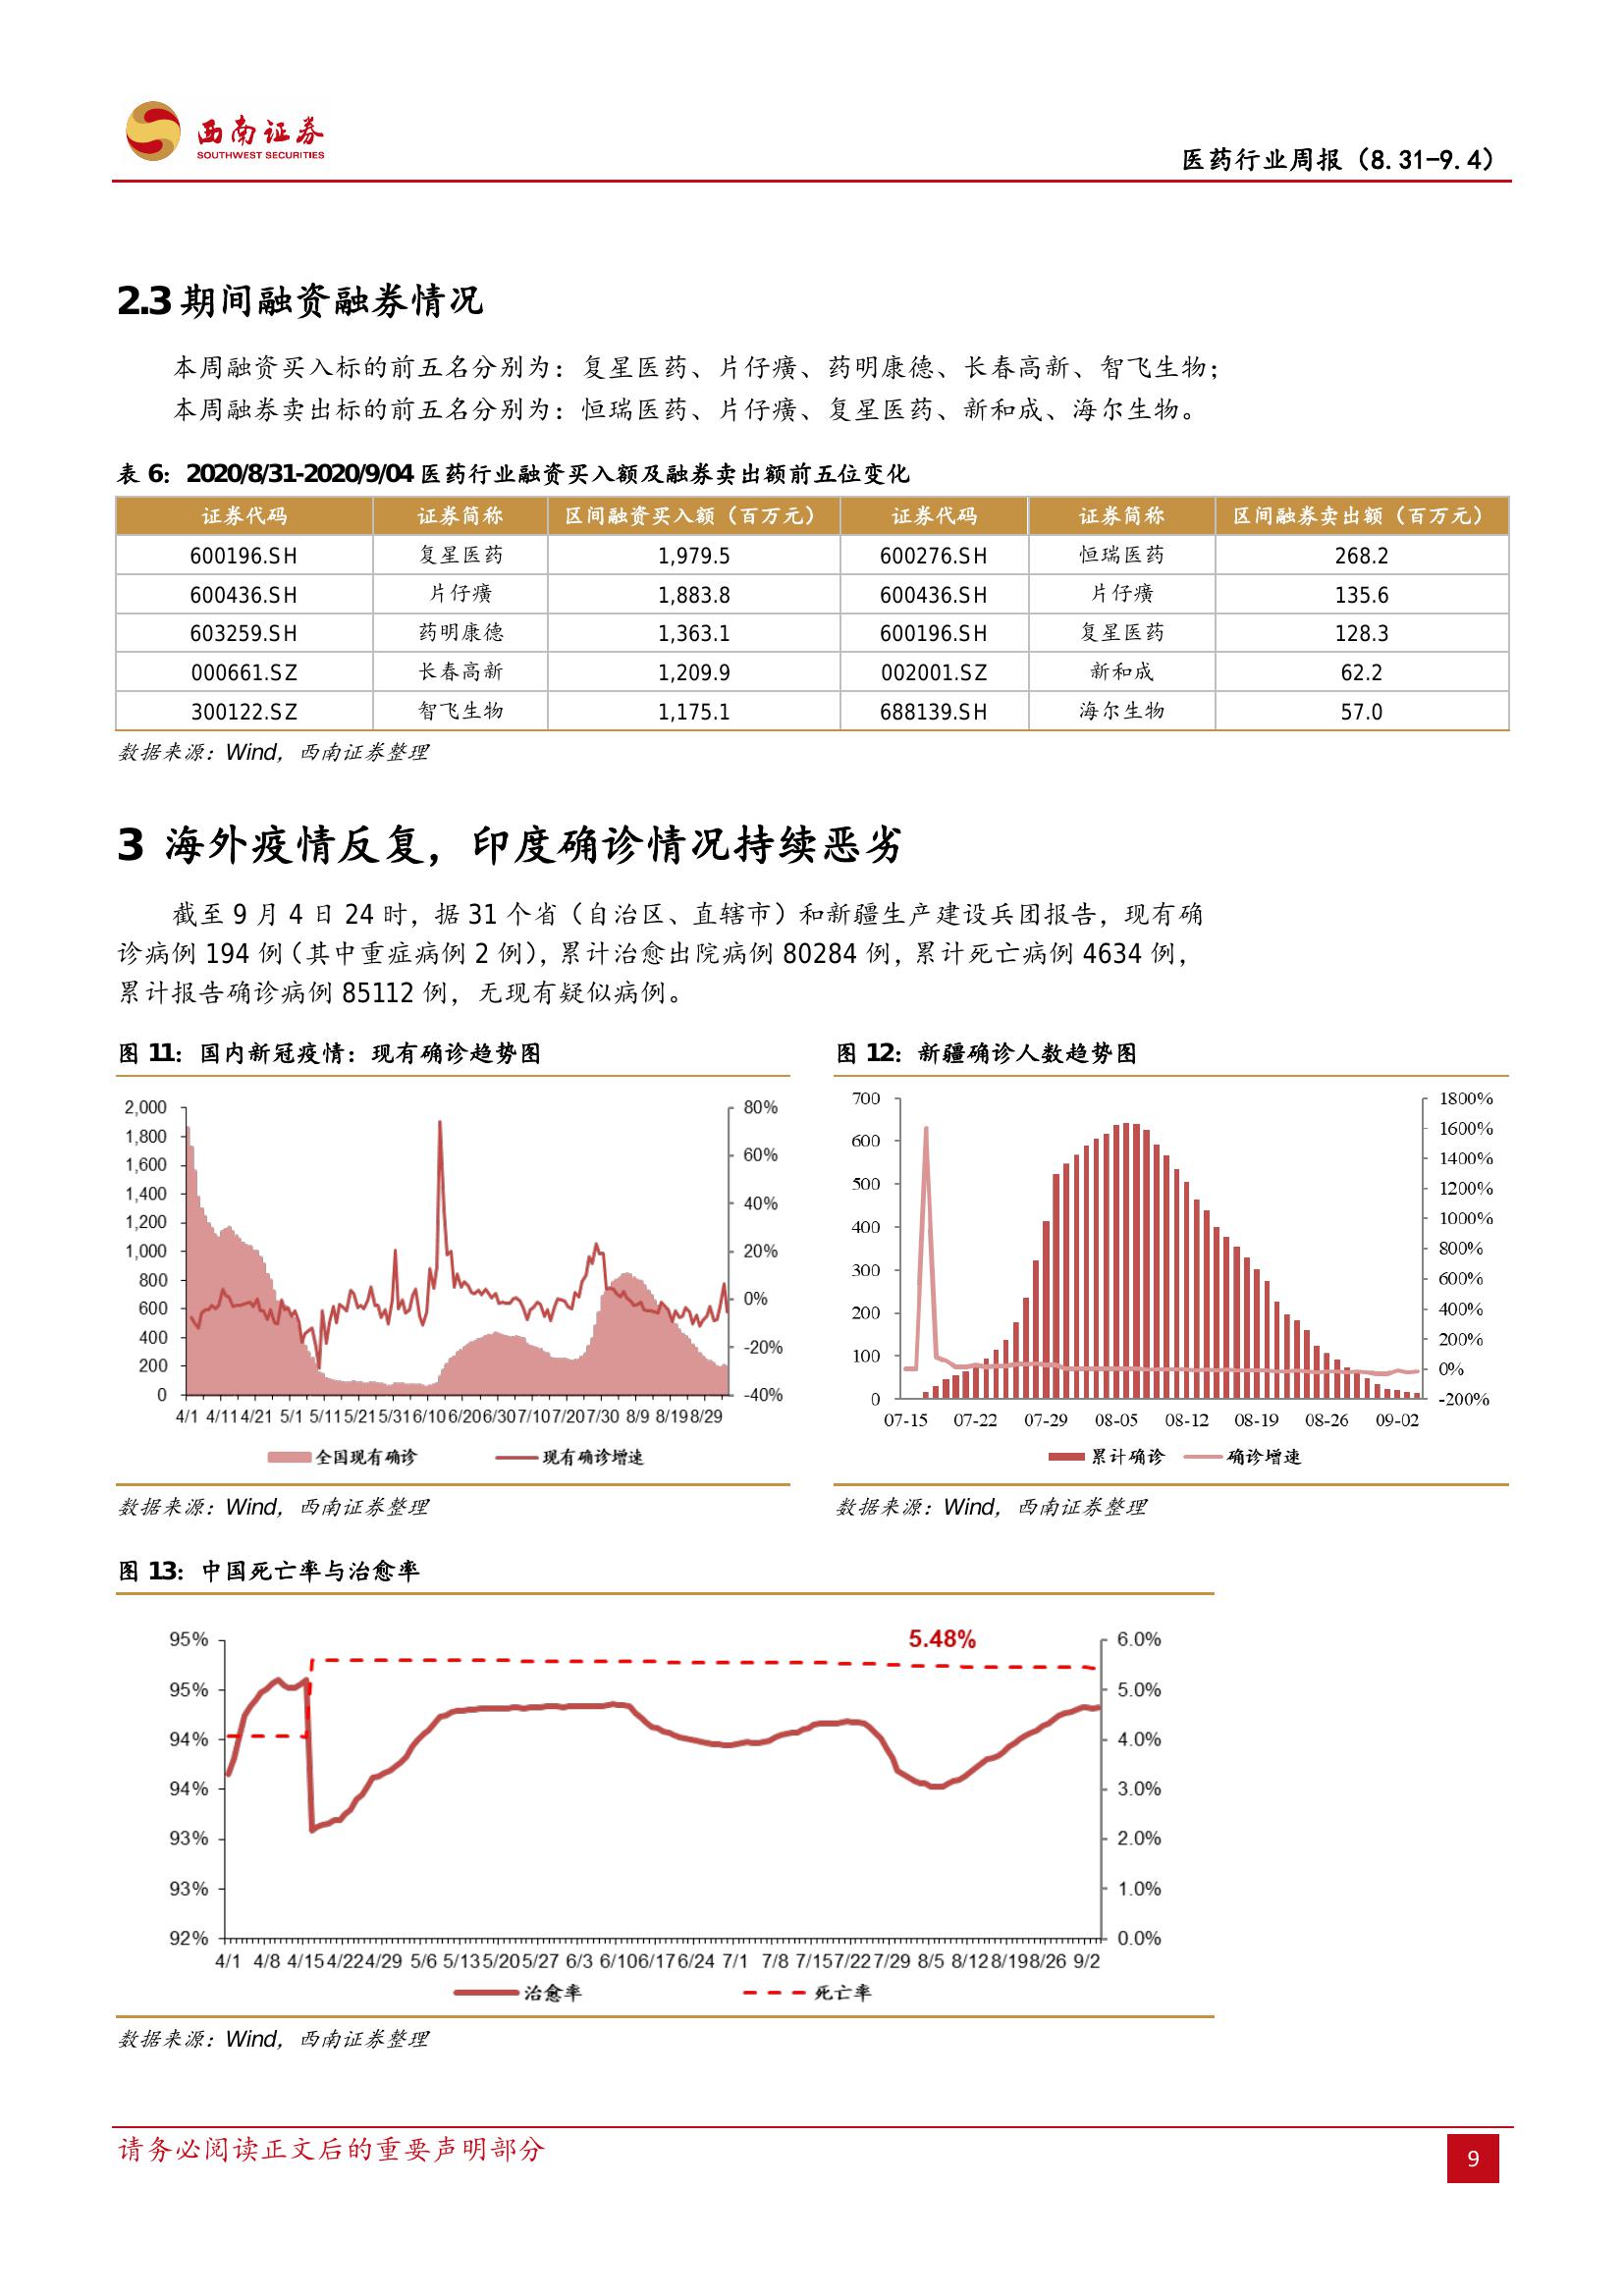 西南证券
SOUTHWEST SECURITIES
医药行业周报（8.31-9.4）
2.3 期间融资融券情况
本周融资买入标的前五名分别为：复星医药、片仔癀、药明康德、长春高新、智飞生物；
本周融券卖出标的前五名分别为：恒瑞医药、片仔癀、复星医药、新和成、海尔生物。
表 6：2020/8/31-2020/9/04 医药行业融资买入额及融券卖出额前五位变化
证券代码 证券简称 区间融资买入额（百万元） 证券代码 证券简称 区间融券卖出额（百万元）
600196.SH 复星医药 1,979.5 600276.SH 恒瑞医药 268.2
600436.SH 片仔癀 1,883.8 600436.SH 片仔癀 135.6
603259.SH 药明康德 1,363.1 600196.SH 复星医药 128.3
000661.SZ 长春高新 1,209.9 002001.SZ 新和成 62.2
300122.SZ 智飞生物 1,175.1 688139.SH 海尔生物 57.0
数据来源：Wind，西南证券整理
3 海外疫情反复，印度确诊情况持续恶劣
截至 9 月 4 日 24 时，据 31 个省（自治区、直辖市）和新疆生产建设兵团报告，现有确
诊病例 194 例（其中重症病例 2 例），累计治愈出院病例 80284 例，累计死亡病例 4634 例，
累计报告确诊病例 85112 例，无现有疑似病例。
图 11：国内新冠疫情：现有确诊趋势图
2,000
1,800
1,600
1,400
1,200
1,000
800
600
400
200
0
80%
60%
40%
20%
0%
-20%
-40%
4/1 4/11 4/21 5/1 5/11 5/21 5/31 6/10 6/20 6/30 7/10 7/20 7/30 8/9 8/19 8/29
全国现有确诊 现有确诊增速
数据来源：Wind，西南证券整理
图 12：新疆确诊人数趋势图
700
600
500
400
300
200
100
0
1800%
1600%
1400%
1200%
1000%
800%
600%
400%
200%
0%
-200%
07-15 07-22 07-29 08-05 08-12 08-19 08-26 09-02
累计确诊 确诊增速
数据来源：Wind，西南证券整理
图 13：中国死亡率与治愈率
95%
95%
94%
94%
93%
93%
92%
5.48%
6.0%
5.0%
4.0%
3.0%
2.0%
1.0%
0.0%
4/1 4/8 4/15 4/22 4/29 5/6 5/13 5/20 5/27 6/3 6/10 6/17 6/24 7/1 7/8 7/15 7/22 7/29 8/5 8/12 8/19 8/26 9/2
治愈率 死亡率
数据来源：Wind，西南证券整理
请务必阅读正文后的重要声明部分
9